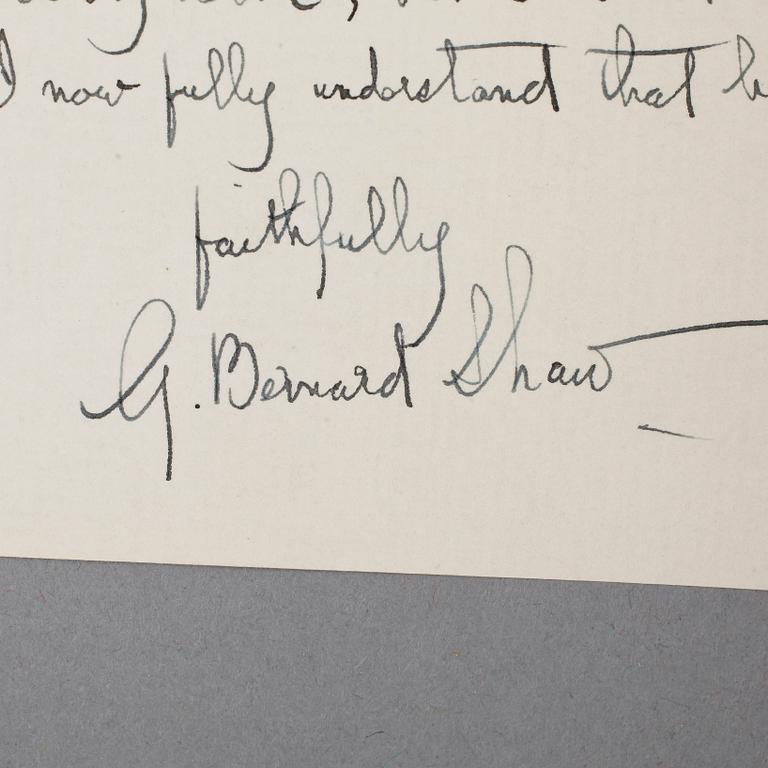 I now fully understand that
faithfully
G. Bernard Shaw